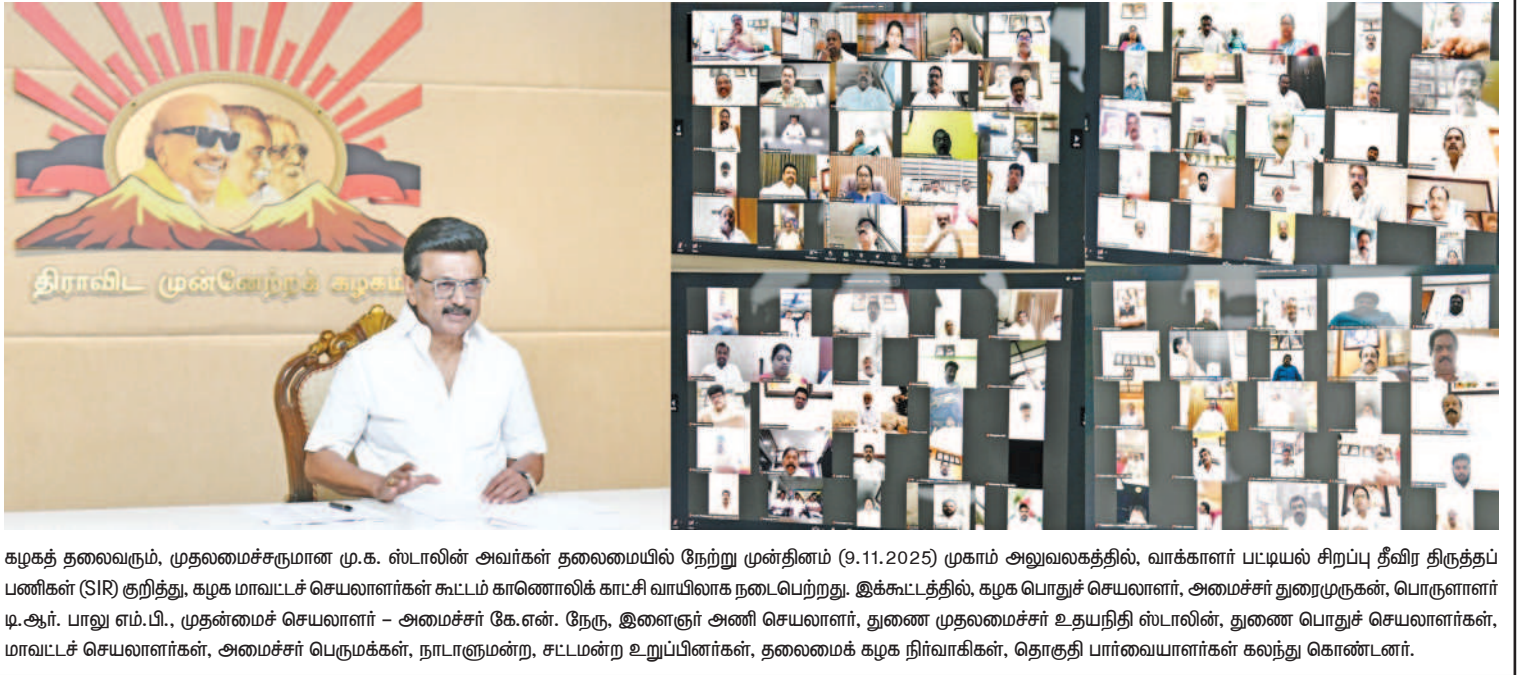 திராவிட முன்னேற்றக் கழகம்
கழகத் தலைவரும், முதலமைச்சருமான மு.க. ஸ்டாலின் அவர்கள் தலைமையில் நேற்று முன்தினம் (9.11.2025) முகாம் அலுவலகத்தில், வாக்காளர் பட்டியல் சிறப்பு தீவிர திருத்தப்
பணிகள் (SIR) குறித்து, கழக மாவட்டச் செயலாளர்கள் கூட்டம் காணொலிக் காட்சி வாயிலாக நடைபெற்றது. இக்கூட்டத்தில், கழக பொதுச் செயலாளர், அமைச்சர் துரைமுருகன், பொருளாளர்
டி.ஆர். பாலு எம்.பி., முதன்மைச் செயலாளர் – அமைச்சர் கே.என். நேரு, இளைஞர் அணி செயலாளர், துணை முதலமைச்சர் உதயநிதி ஸ்டாலின், துணை பொதுச் செயலாளர்கள்,
மாவட்டச் செயலாளர்கள், அமைச்சர் பெருமக்கள், நாடாளுமன்ற, சட்டமன்ற உறுப்பினர்கள், தலைமைக் கழக நிர்வாகிகள், தொகுதி பார்வையாளர்கள் கலந்து கொண்டனர்.